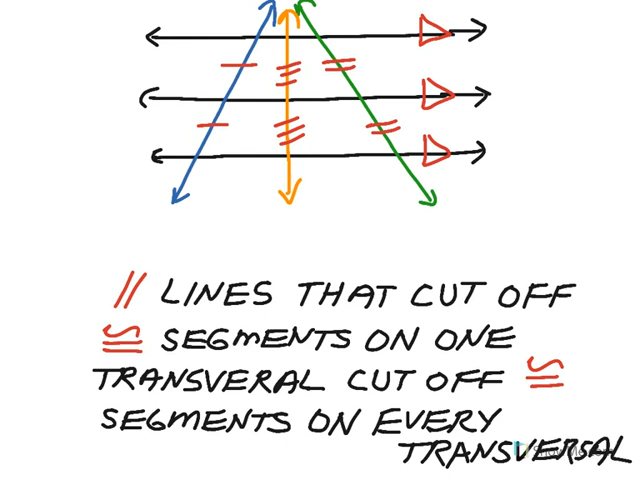 // LINES THAT CUT OFF
≅ SEGMENTS ON ONE
TRANSVERAL CUT OFF ≅
SEGMENTS ON EVERY
TRANSVERSAL